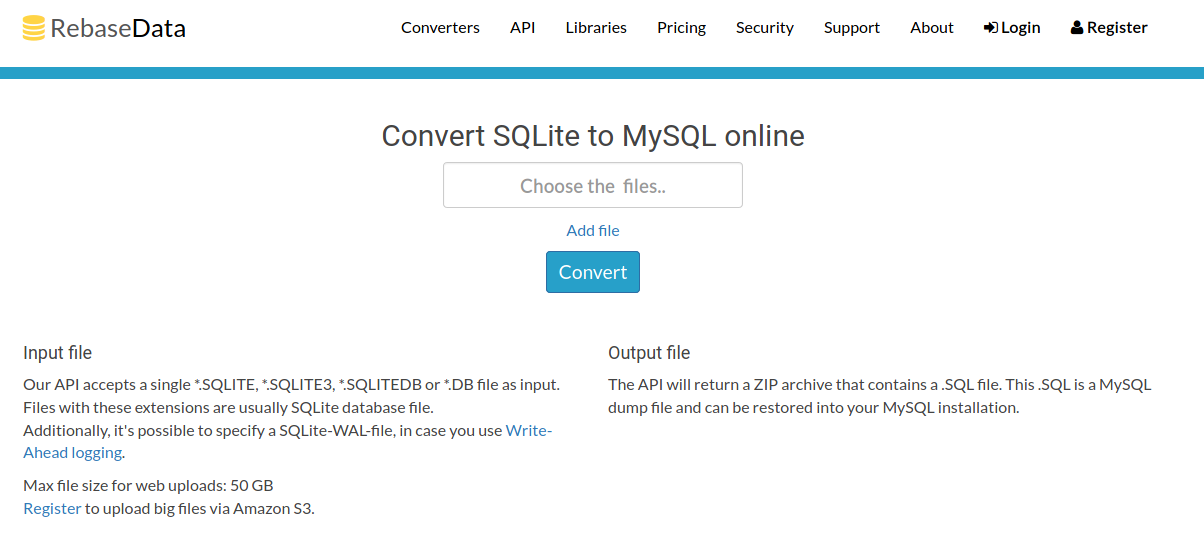 RebaseData
Converters API Libraries Pricing Security Support About Login Register
Convert SQLite to MySQL online
Choose the files..
Add file
Convert
Input file
Our API accepts a single *.SQLITE, *.SQLITE3, *.SQLITEDB or *.DB file as input.
Files with these extensions are usually SQLite database file.
Additionally, it's possible to specify a SQLite-WAL-file, in case you use Write-
Ahead logging.
Max file size for web uploads: 50 GB
Register to upload big files via Amazon S3.
Output file
The API will return a ZIP archive that contains a .SQL file. This .SQL is a MySQL
dump file and can be restored into your MySQL installation.